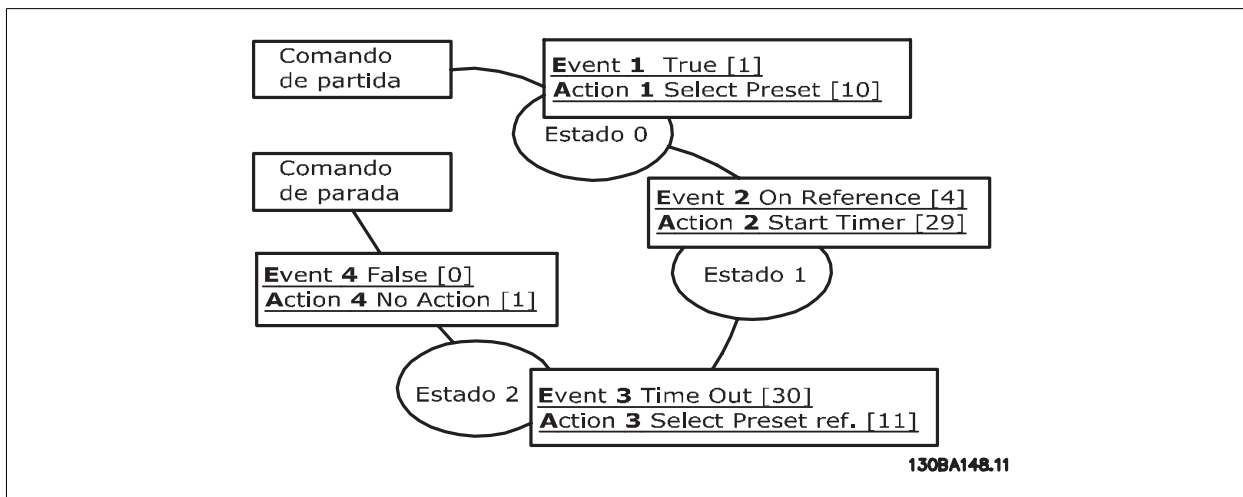 Comando
de partida
Event 1 True [1]
Action 1 Select Preset [10]
Estado 0
Comando
de parada
Event 2 On Reference [4]
Action 2 Start Timer [29]
Estado 1
Event 4 False [0]
Action 4 No Action [1]
Estado 2
Event 3 Time Out [30]
Action 3 Select Preset ref. [11]
130BA148.11